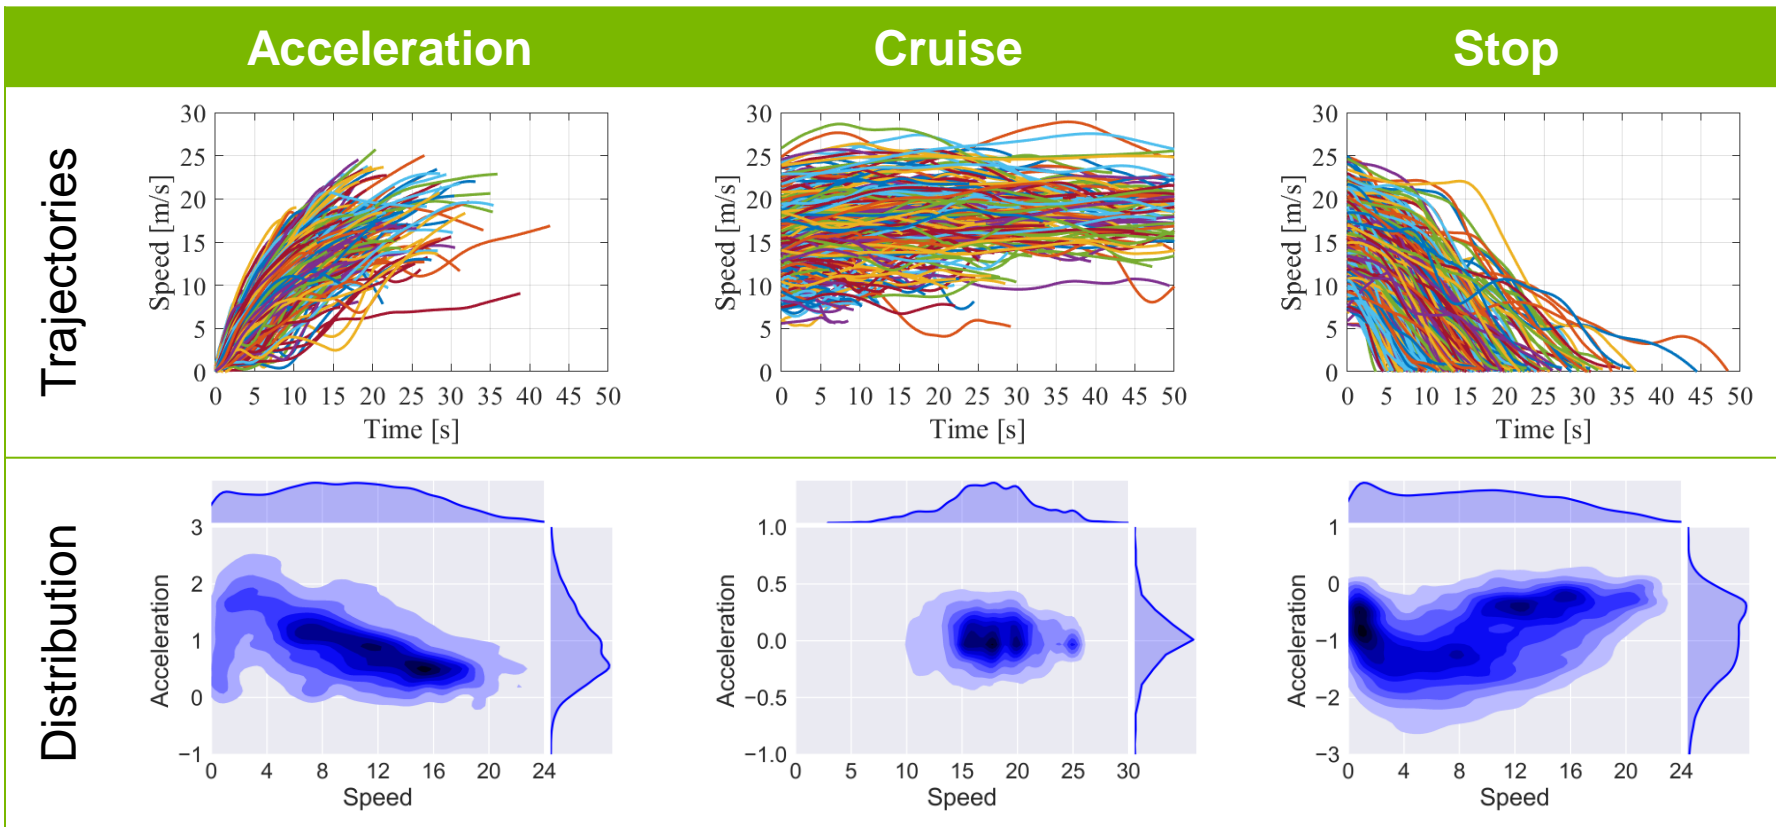 Acceleration Cruise Stop
Trajectories
30
25
20
15
10
5
0
Speed [m/s]
0 5 10 15 20 25 30 35 40 45 50
Time [s]
30
25
20
15
10
5
0
Speed [m/s]
0 5 10 15 20 25 30 35 40 45 50
Time [s]
30
25
20
15
10
5
0
Speed [m/s]
0 5 10 15 20 25 30 35 40 45 50
Time [s]
Distribution
3
2
1
0
−1
Acceleration
0 4 8 12 16 20 24
Speed
1.0
0.5
0.0
−0.5
−1.0
Acceleration
0 5 10 15 20 25 30
Speed
1
0
−1
−2
−3
Acceleration
0 4 8 12 16 20 24
Speed